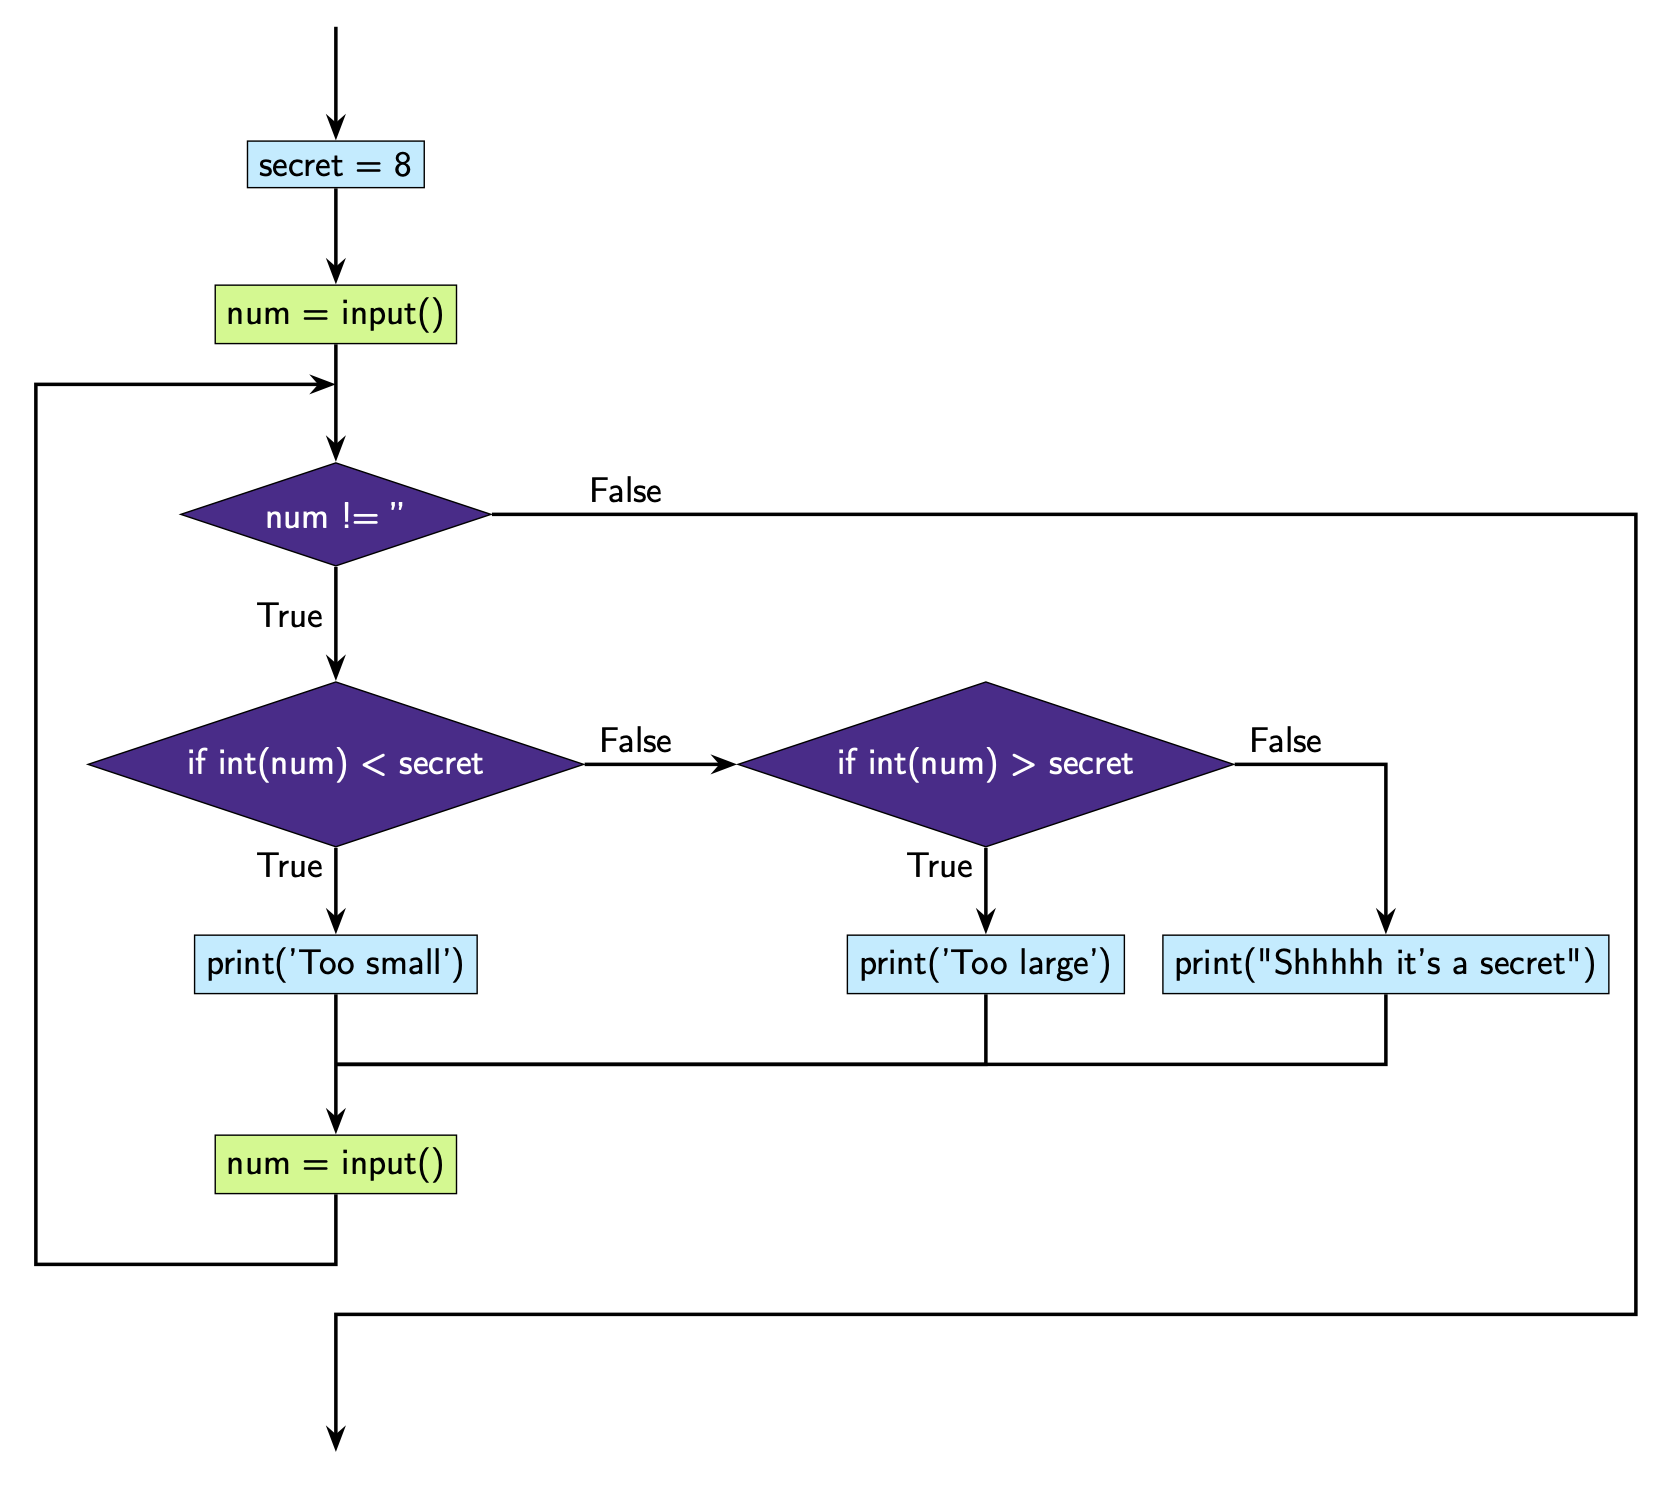 secret = 8
num = input()
num != ''
False
True
if int(num) < secret
False
if int(num) > secret
False
True
True
print('Too small')
print('Too large')
print("Shhhhh it's a secret")
num = input()